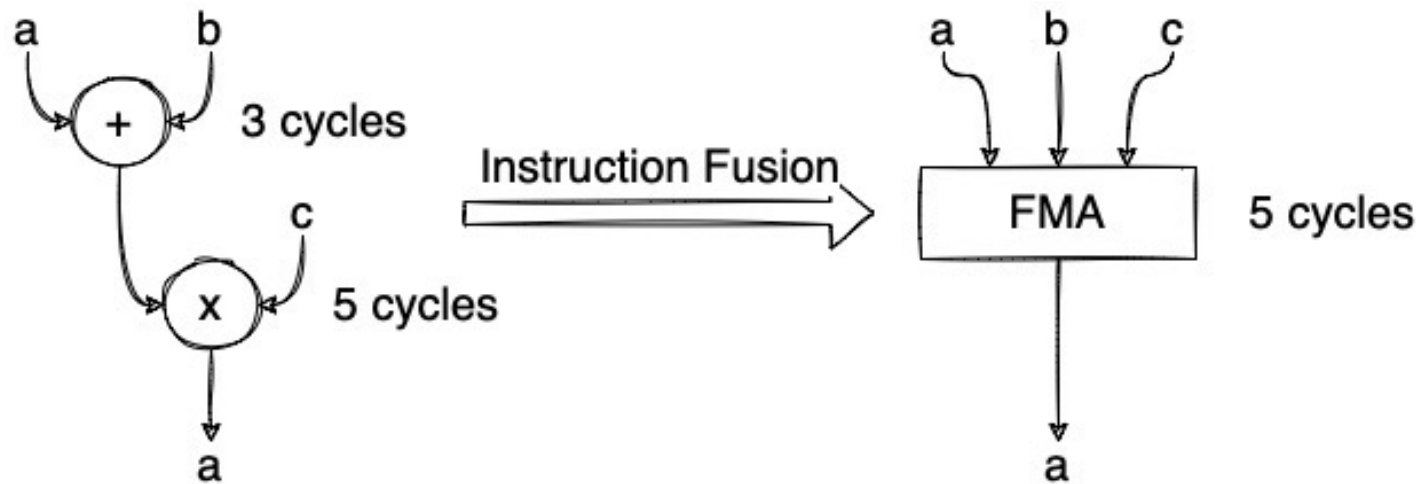 a b
+ 3 cycles
c
x 5 cycles
a
Instruction Fusion
a b c
FMA 5 cycles
a